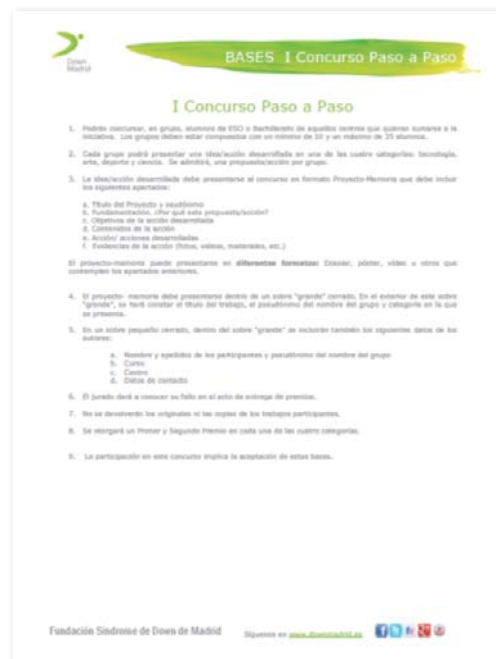 Down
Madrid
BASES I Concurso Paso a Paso
I Concurso Paso a Paso
1. Podrán concursar, en grupo, alumnos de ESO o Bachillerato de aquellos centros que quieran sumarse a la
iniciativa. Los grupos deben estar compuestos con un mínimo de 10 y un máximo de 35 alumnos.
2. Cada grupo podrá presentar una idea/acción desarrollada en una de las cuatro categorías: tecnología,
arte, deporte y ciencia. Se admitirá, una propuesta/acción por grupo.
3. La idea/acción desarrollada debe presentarse al concurso en formato Proyecto-Memoria que debe incluir
los siguientes apartados:
a. Título del Proyecto y pseudónimo
b. Fundamentación. ¿Por qué esta propuesta/acción?
c. Objetivos de la acción desarrollada
d. Contenidos de la acción
e. Acción/ acciones desarrolladas
f. Evidencias de la acción (fotos, vídeos, materiales, etc.)
El proyecto-memoria puede presentarse en diferentes formatos: Dossier, póster, vídeo u otros que
contemplen los apartados anteriores.
4. El proyecto- memoria debe presentarse dentro de un sobre "grande" cerrado. En el exterior de este sobre
"grande", se hará constar el título del trabajo, el pseudónimo del nombre del grupo y categoría en la que
se presenta.
5. En un sobre pequeño cerrado, dentro del sobre "grande" se incluirán también los siguientes datos de los
autores:
a. Nombre y apellidos de los participantes y pseudónimo del nombre del grupo
b. Curso
c. Centro
d. Datos de contacto
6. El jurado dará a conocer su fallo en el acto de entrega de premios.
7. No se devolverán los originales ni las copias de los trabajos participantes.
8. Se otorgará un Primer y Segundo Premio en cada una de las cuatro categorías.
9. La participación en este concurso implica la aceptación de estas bases.
Fundación Síndrome de Down de Madrid Síguenos en www.downmadrid.es